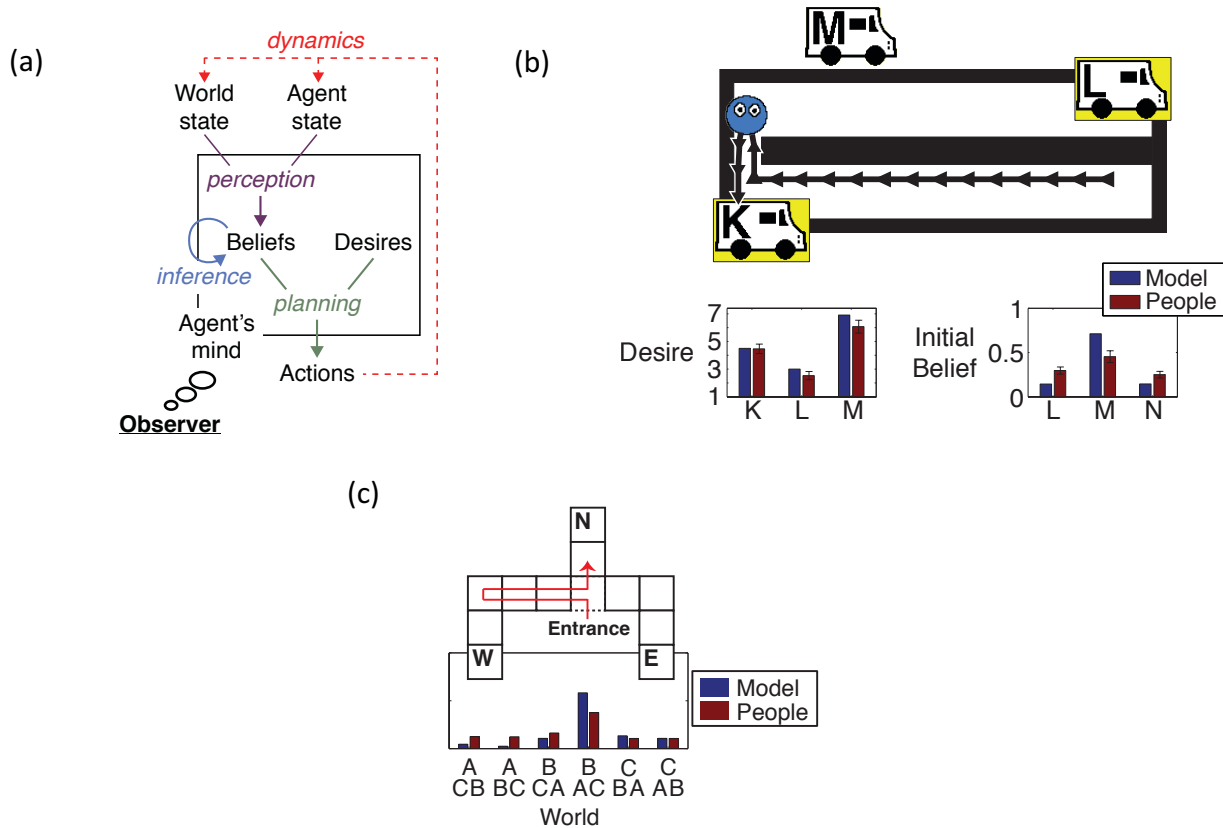 (a)
dynamics
World
state
Agent
state
perception
Beliefs
Desires
inference
planning
Agent's
mind
Actions
Observer
(b)
M
L
K
Model
People
Desire
7
5
3
1
K L M
Initial
Belief
1
0.5
0
L M N
(c)
N
Entrance
W
E
Model
People
A A B B C C
CB BC CA AC BA AB
World